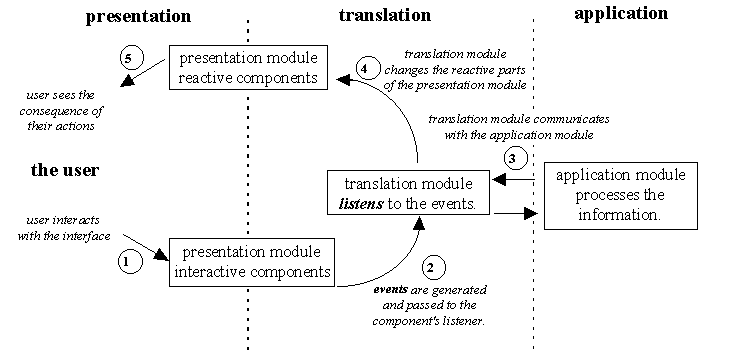 presentation
translation
application
5
presentation module
reactive components
4
translation module
changes the reactive parts
of the presentation module
user sees the
consequence of
their actions
translation module communicates
with the application module
3
the user
translation module
listens to the events.
application module
processes the
information.
user interacts
with the interface
1
presentation module
interactive components
2
events are generated
and passed to the
component's listener.